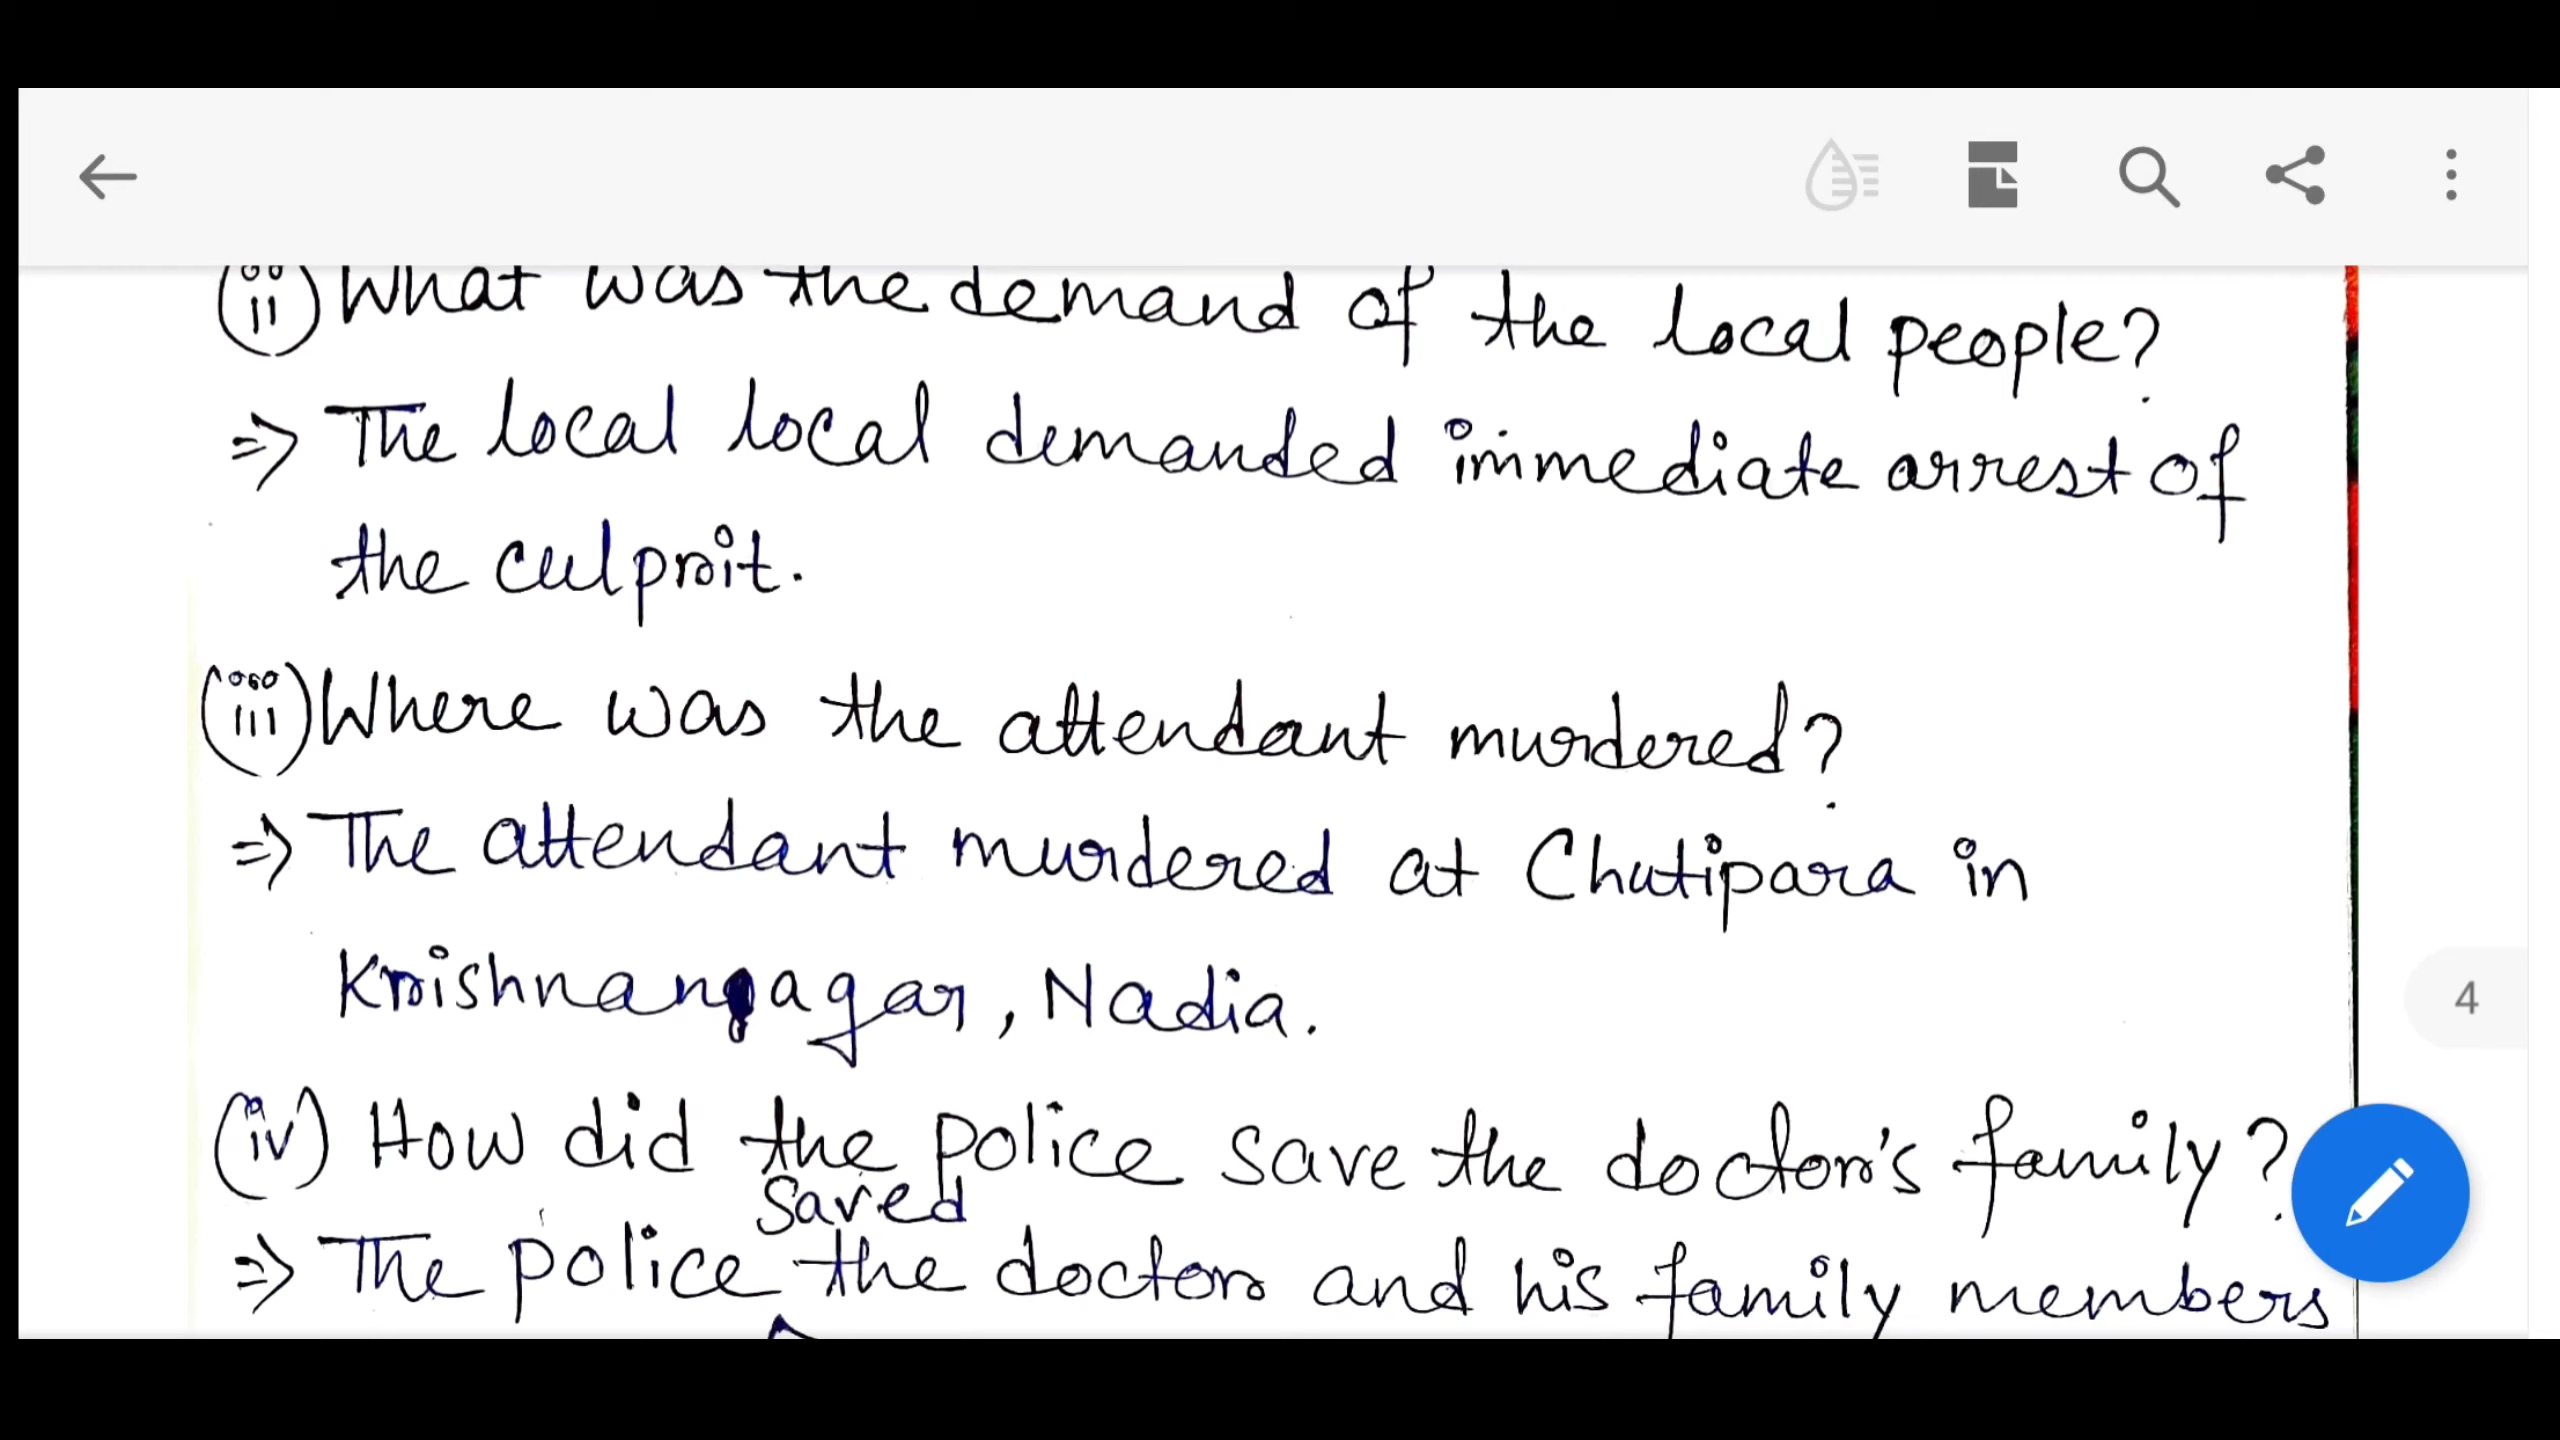 (ii) What was the demand of the local people?
=> The local local demanded immediate arrest of
the culprit.
(iii) Where was the attendant murdered?
=> The attendant murdered at Chutipara in
Krishnanagar, Nadia.
4
(iv) How did the police save the doctor's family?
saved
=> The police the doctor and his family members